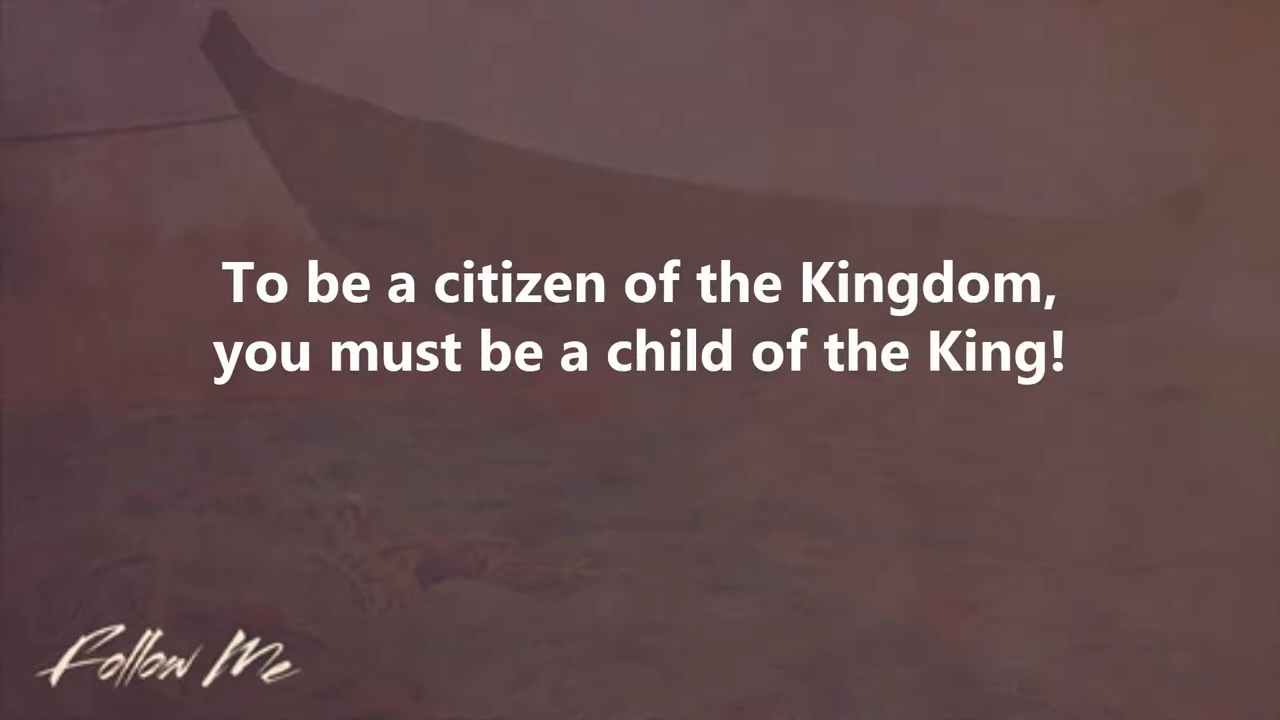 To be a citizen of the Kingdom,
you must be a child of the King!
Follow Me